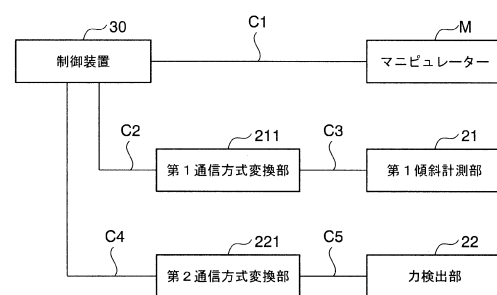 30
C1
M
制御装置
マニピュレーター
C2
211
C3
21
第1通信方式変換部
第1傾斜計測部
C4
221
C5
22
第2通信方式変換部
力検出部